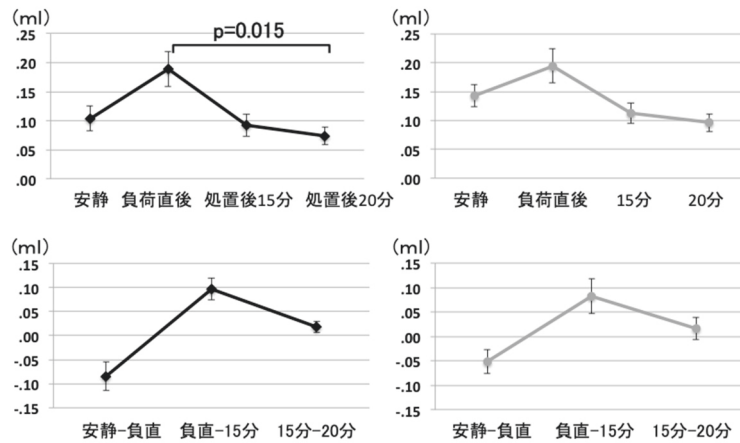 (ml)
p=0.015
.25
.20
.15
.10
.05
.00
安静 負荷直後 処置後15分 処置後20分
(ml)
.25
.20
.15
.10
.05
.00
安静 負荷直後 15分 20分
(ml)
.15
.10
.05
.00
-.05
-.10
-.15
安静-負直 負直-15分 15分-20分
(ml)
.15
.10
.05
.00
-.05
-.10
-.15
安静-負直 負直-15分 15分-20分